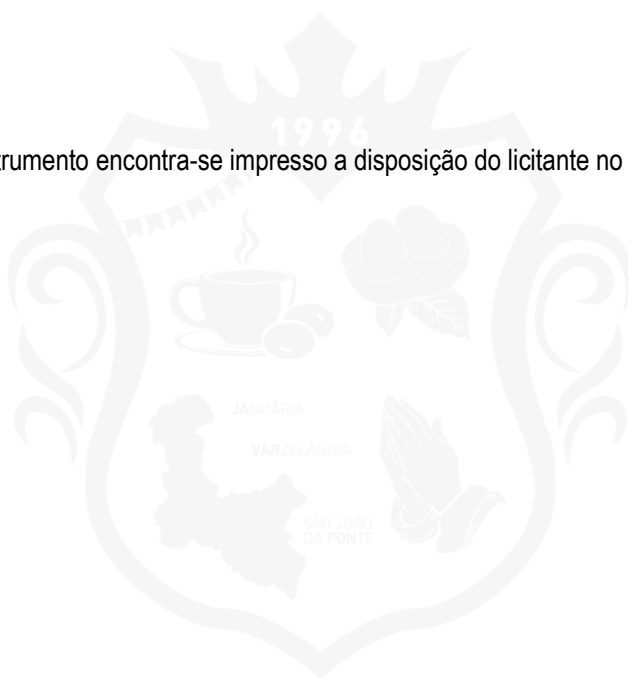 1996
trumento encontra-se impresso a disposição do licitante no
JANUÁRIA
VARZELÂNDIA
SÃO JOÃO
DA PONTE